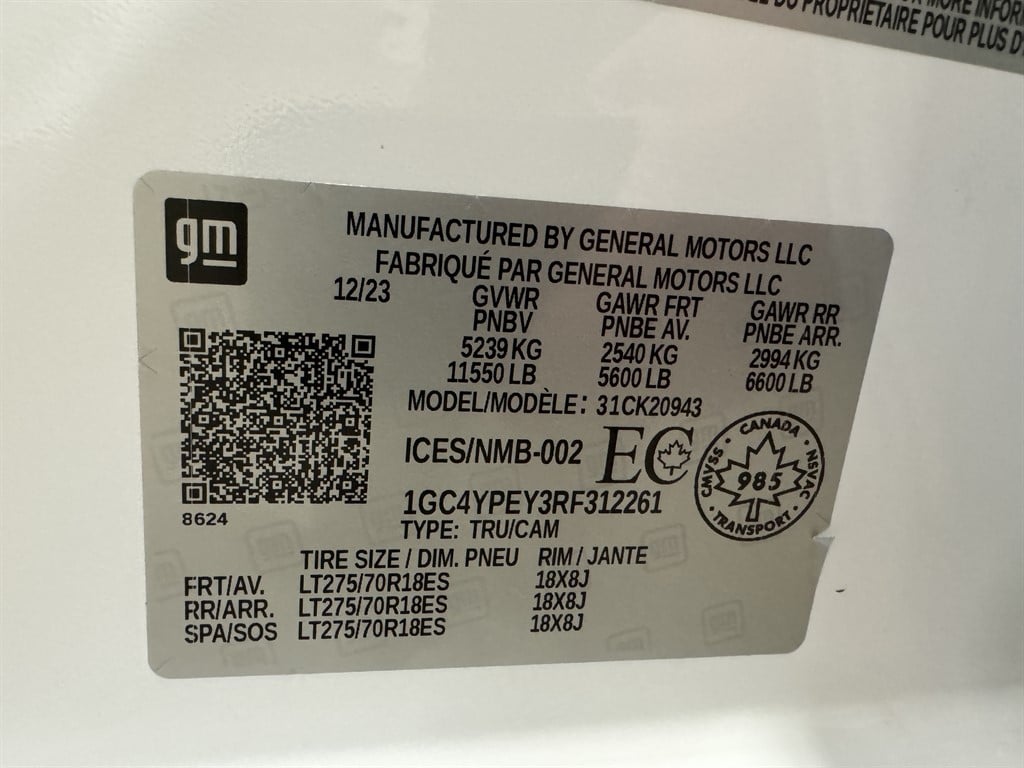 MORE INFOR
DU PROPRIÉTAIRE POUR PLUS D'
gm
MANUFACTURED BY GENERAL MOTORS LLC
FABRIQUÉ PAR GENERAL MOTORS LLC
12/23 GVWR GAWR FRT GAWR RR
PNBV PNBE AV. PNBE ARR.
5239 KG 2540 KG 2994 KG
11550 LB 5600 LB 6600 LB
MODEL/MODÈLE: 31CK20943
ICES/NMB-002 EC
CANADA
CMVSS 985 NSVAC
TRANSPORT
8624
1GC4YPEY3RF312261
TYPE: TRU/CAM
TIRE SIZE / DIM. PNEU RIM / JANTE
FRT/AV. LT275/70R18ES 18X8J
RR/ARR. LT275/70R18ES 18X8J
SPA/SOS LT275/70R18ES 18X8J